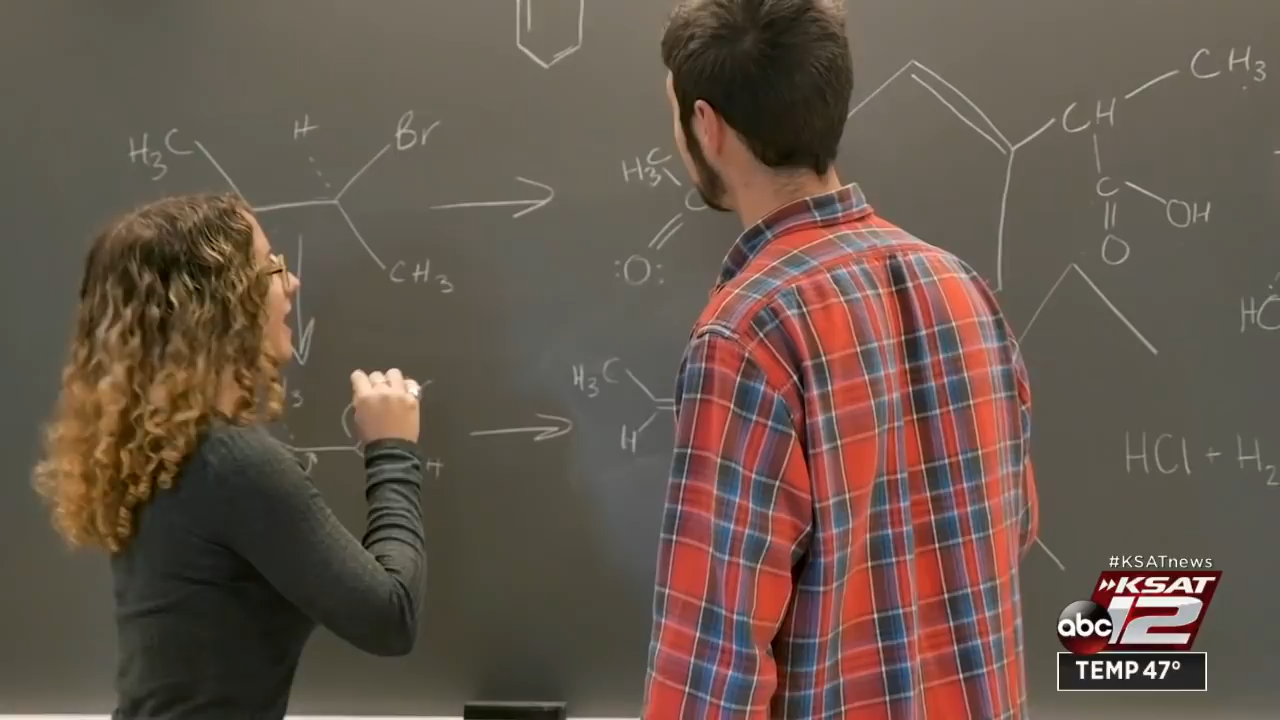 CH₃
Br
H
H₃C
H₃C
CH
C
OH
O
CH₃
:O:
H₃C
H
H
HCl + H₂
#KSATnews
KSAT
12
abc
TEMP 47°